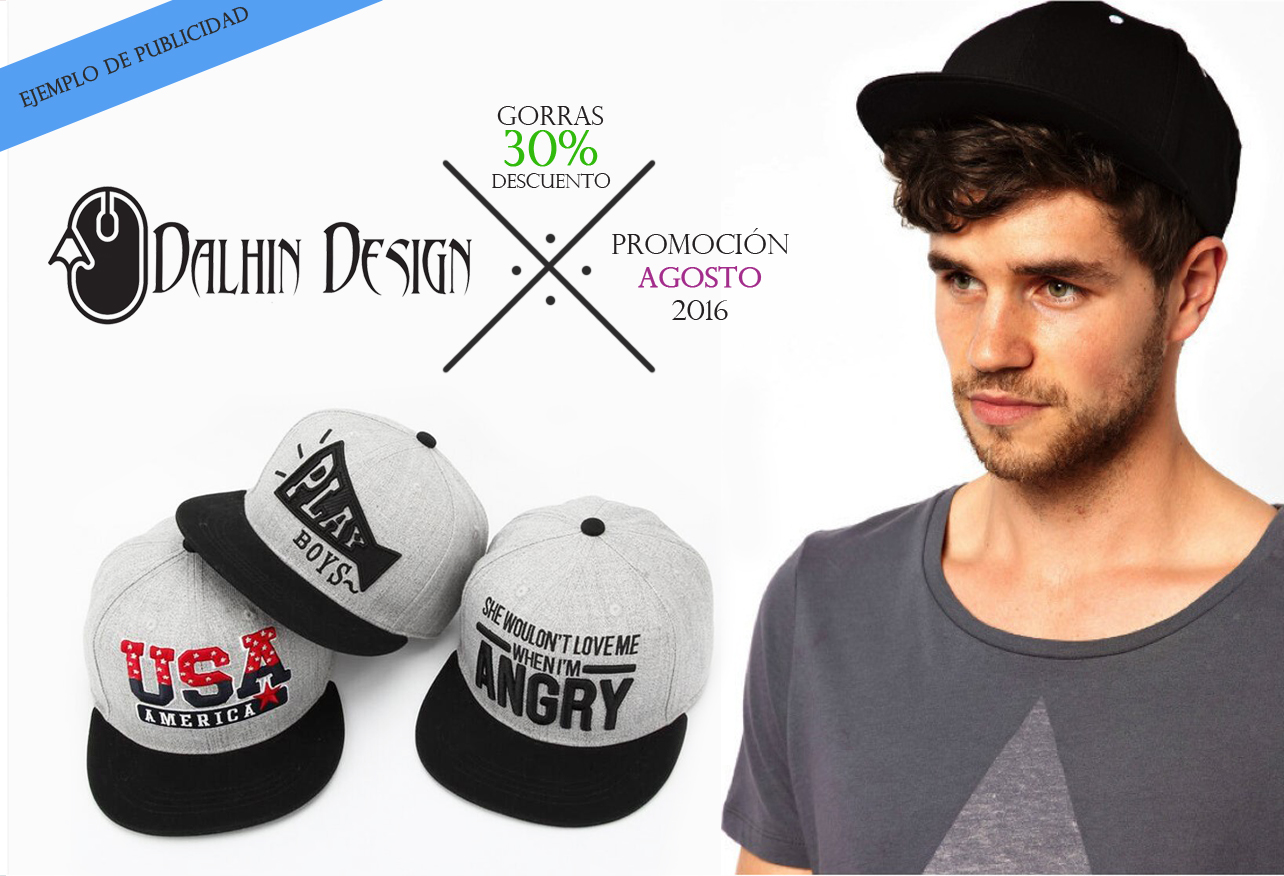 EJEMPLO DE PUBLICIDAD
GORRAS
30%
DESCUENTO
DALHIN DESIGN
PROMOCIÓN
AGOSTO
2016
PLAY
BOYS~
USA
AMERICA
SHE WOULON'T LOVE ME
WHEN I'M
ANGRY